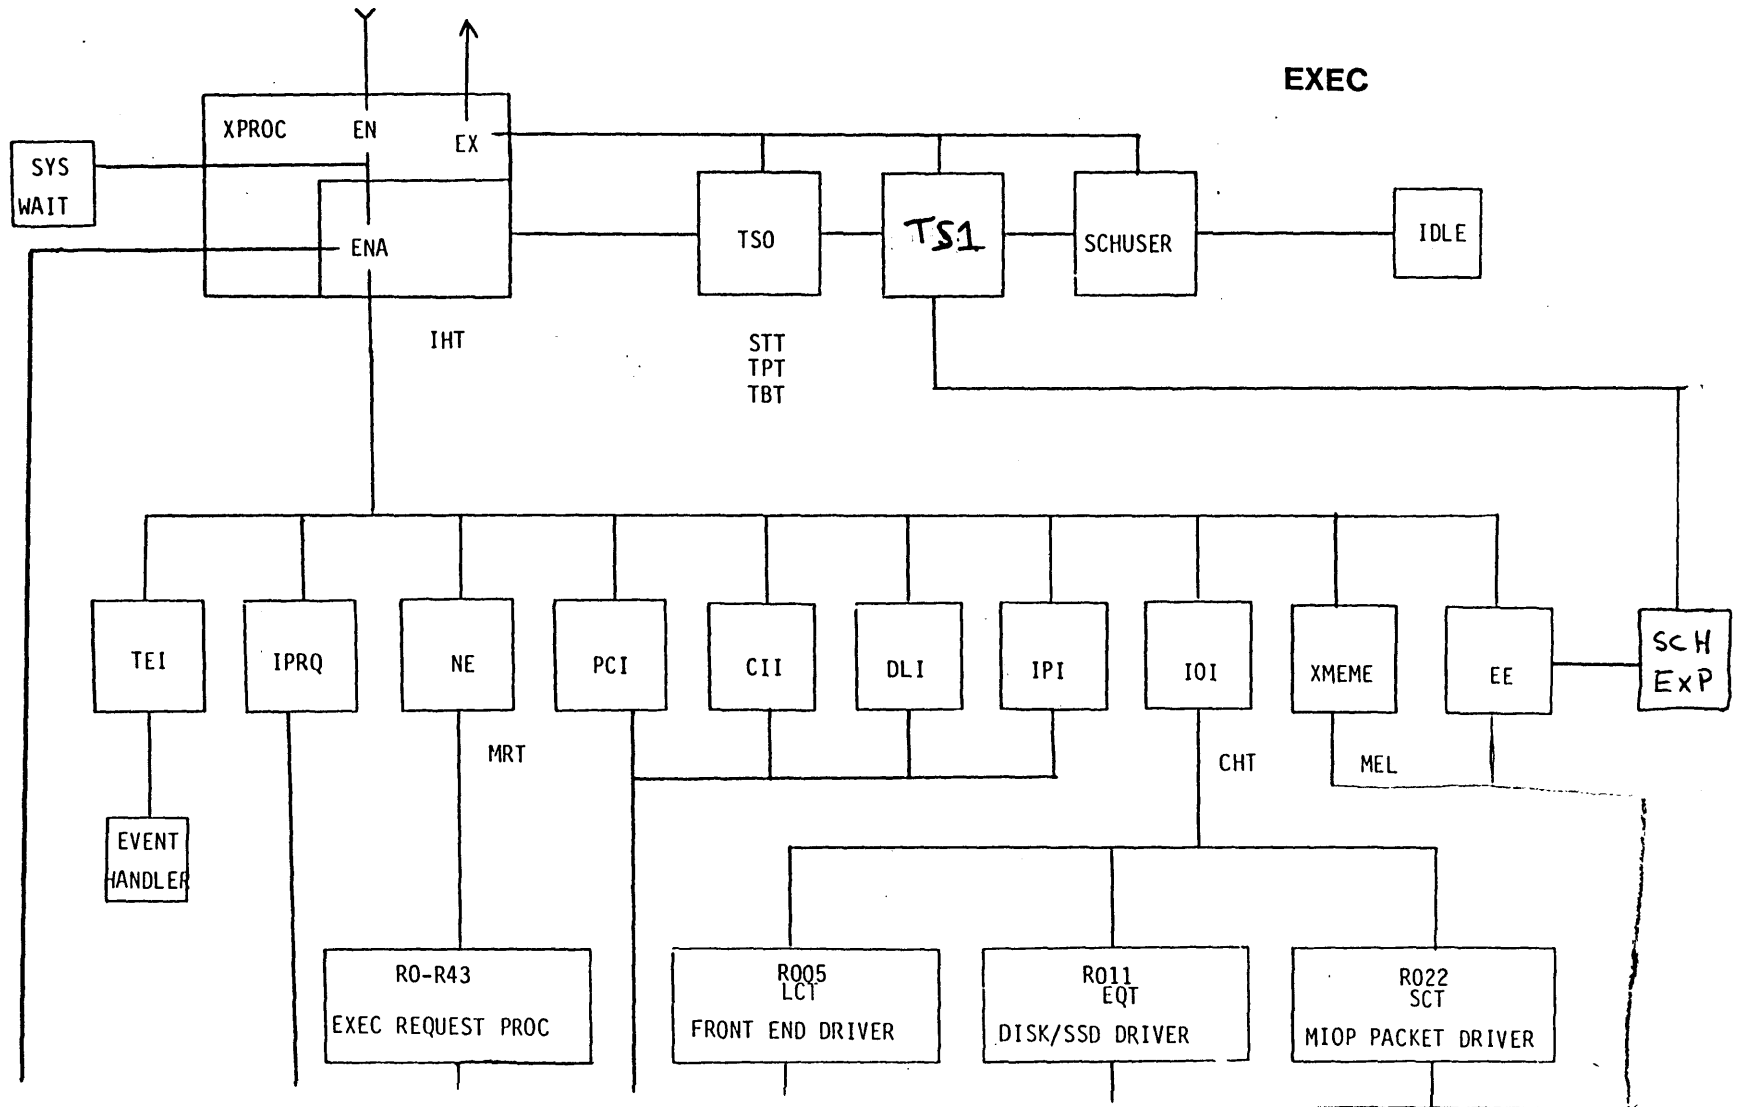 EXEC
XPROC
EN
EX
SYS
WAIT
ENA
TSO
TS1
SCHUSER
IDLE
IHT
STT
TPT
TBT
TEI
IPRQ
NE
PCI
CII
DLI
IPI
IOI
XMEME
EE
SCH
EXP
MRT
CHT
MEL
EVENT
HANDLER
RO-R43
EXEC REQUEST PROC
R005
LCT
FRONT END DRIVER
R011
EQT
DISK/SSD DRIVER
R022
SCT
MIOP PACKET DRIVER